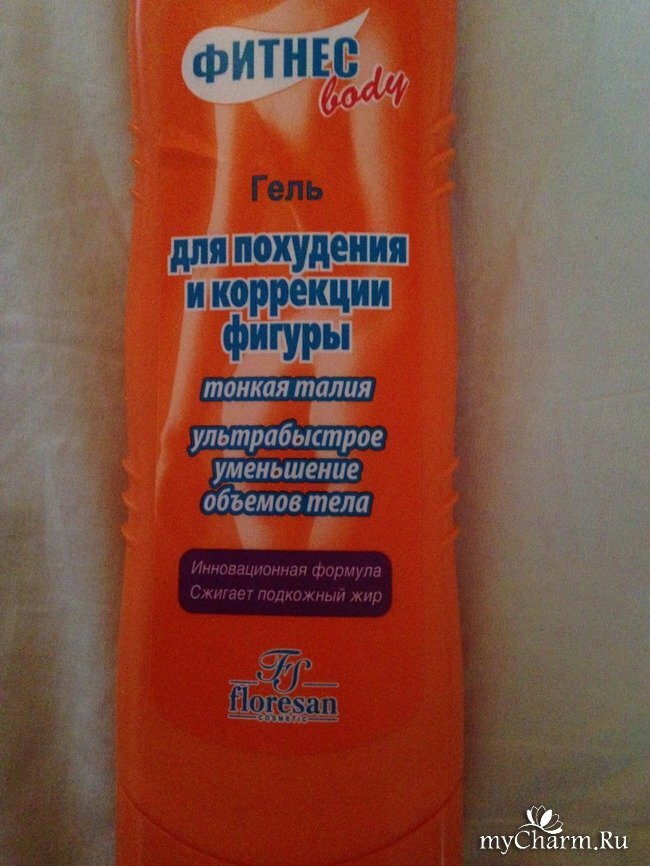 ФИТНЕС
body
Гель
для похудения
и коррекции
фигуры
тонкая талия
ультрабыстрое
уменьшение
объемов тела
Инновационная формула
Сжигает подкожный жир
FS
floresan
COSMETIC
myCharm.Ru